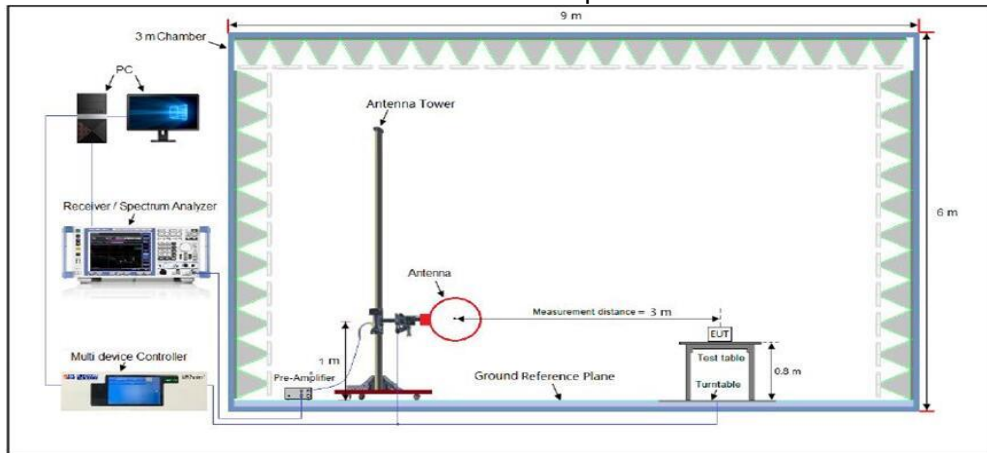 9 m
3 m Chamber
PC
Antenna Tower
Receiver / Spectrum Analyzer
6 m
Antenna
Measurement distance = 3 m
EUT
1 m
Multi device Controller
Test table
0.8 m
Pre-Amplifier
Turntable
Ground Reference Plane